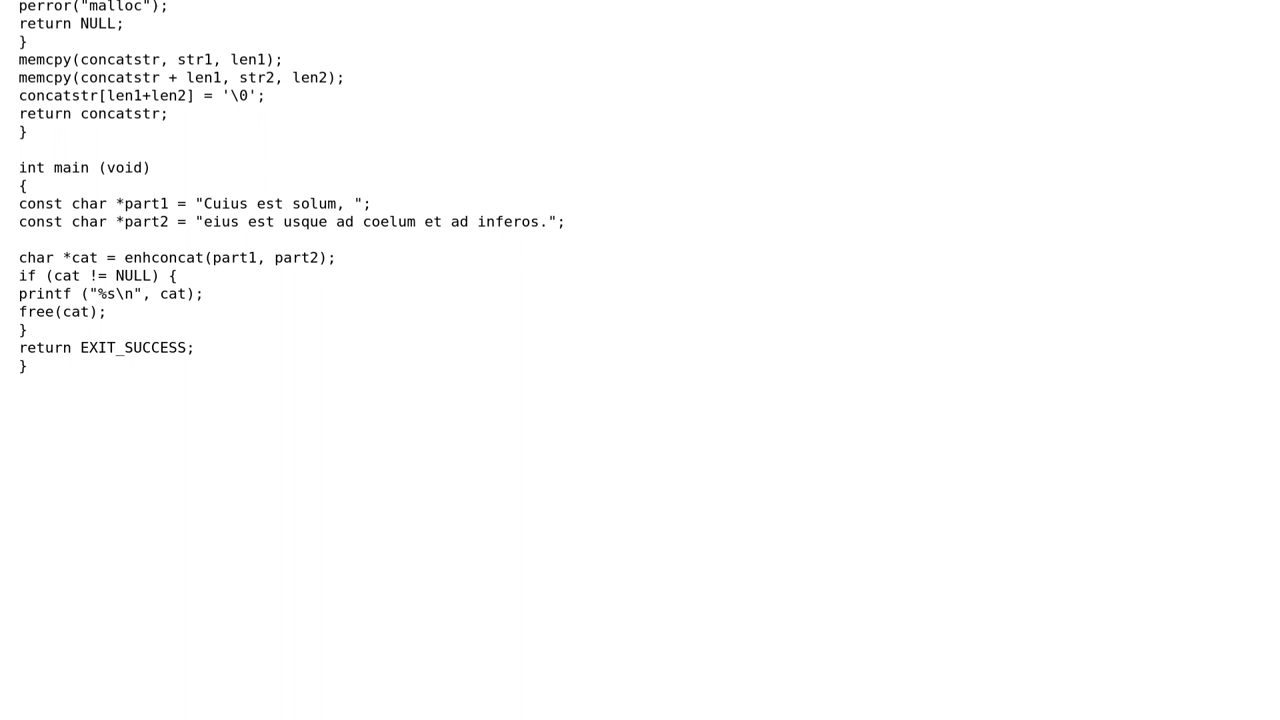 perror("malloc");
return NULL;
}
memcpy(concatstr, str1, len1);
memcpy(concatstr + len1, str2, len2);
concatstr[len1+len2] = '\0';
return concatstr;
}

int main (void)
{
const char *part1 = "Cuius est solum, ";
const char *part2 = "eius est usque ad coelum et ad inferos.";

char *cat = enhconcat(part1, part2);
if (cat != NULL) {
printf ("%s\n", cat);
free(cat);
}
return EXIT_SUCCESS;
}